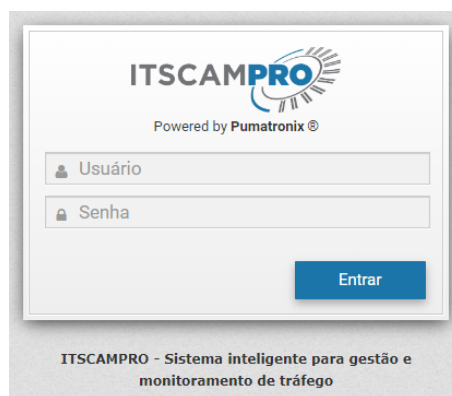 ITSCAMPRO
Powered by Pumatronix ®
Usuário
Senha
Entrar
ITSCAMPRO - Sistema inteligente para gestão e
monitoramento de tráfego